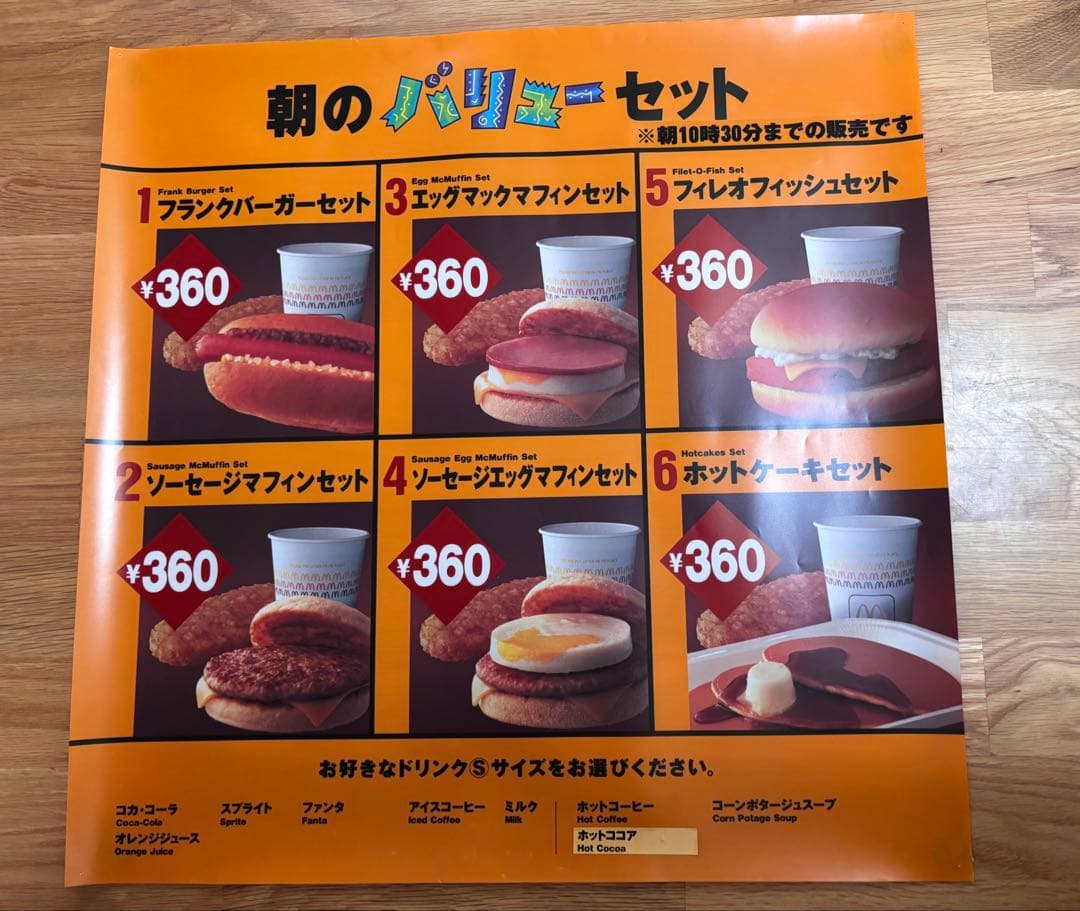 朝のバリューセット
※朝10時30分までの販売です
Frank Burger Set
1 フランクバーガーセット
¥360
Egg McMuffin Set
3 エッグマックマフィンセット
¥360
Filet-O-Fish Set
5 フィレオフィッシュセット
¥360
Sausage McMuffin Set
2 ソーセージマフィンセット
¥360
Sausage Egg McMuffin Set
4 ソーセージエッグマフィンセット
¥360
Hotcakes Set
6 ホットケーキセット
¥360
お好きなドリンクⓈサイズをお選びください。
コカ・コーラ スプライト ファンタ アイスコーヒー ミルク ホットコーヒー コーンポタージュスープ
Coca-Cola Sprite Fanta Iced Coffee Milk Hot Coffee Corn Potage Soup
オレンジジュース ホットココア
Orange Juice Hot Cocoa